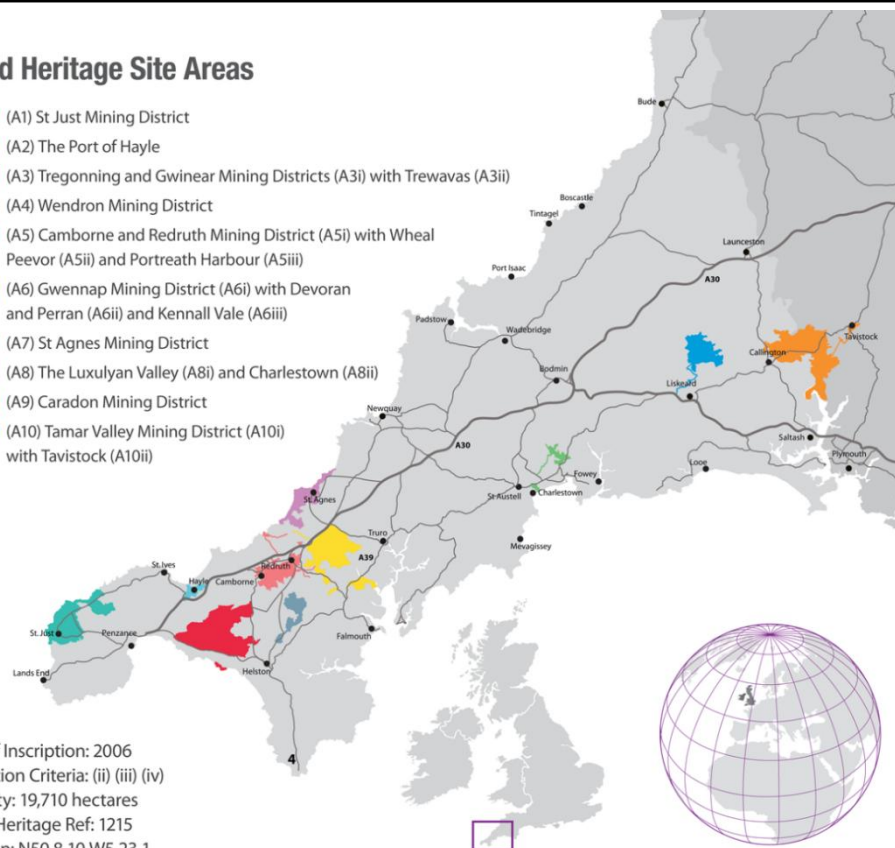 d Heritage Site Areas
(A1) St Just Mining District
(A2) The Port of Hayle
(A3) Tregonning and Gwinear Mining Districts (A3i) with Trewavas (A3ii)
(A4) Wendron Mining District
(A5) Camborne and Redruth Mining District (A5i) with Wheal
Peevor (A5ii) and Portreath Harbour (A5iii)
(A6) Gwennap Mining District (A6i) with Devoran
and Perran (A6ii) and Kennall Vale (A6iii)
(A7) St Agnes Mining District
(A8) The Luxulyan Valley (A8i) and Charlestown (A8ii)
(A9) Caradon Mining District
(A10) Tamar Valley Mining District (A10i)
with Tavistock (A10ii)
Bude
Boscastle
Tintagel
Launceston
Port Isaac
A30
Padstow
Wadebridge
Tavistock
Callington
Bodmin
Liskeard
Newquay
Saltash
A30
Plymouth
Looe
Fowey
St Agnes
St Austell
Charlestown
Truro
Mevagissey
A39
Redruth
St. Ives
Camborne
Hayle
St. Just
Penzance
Falmouth
Helston
Lands End
4
f Inscription: 2006
ion Criteria: (ii) (iii) (iv)
ty: 19,710 hectares
Heritage Ref: 1215
n: N50 8 10 W5 23 1